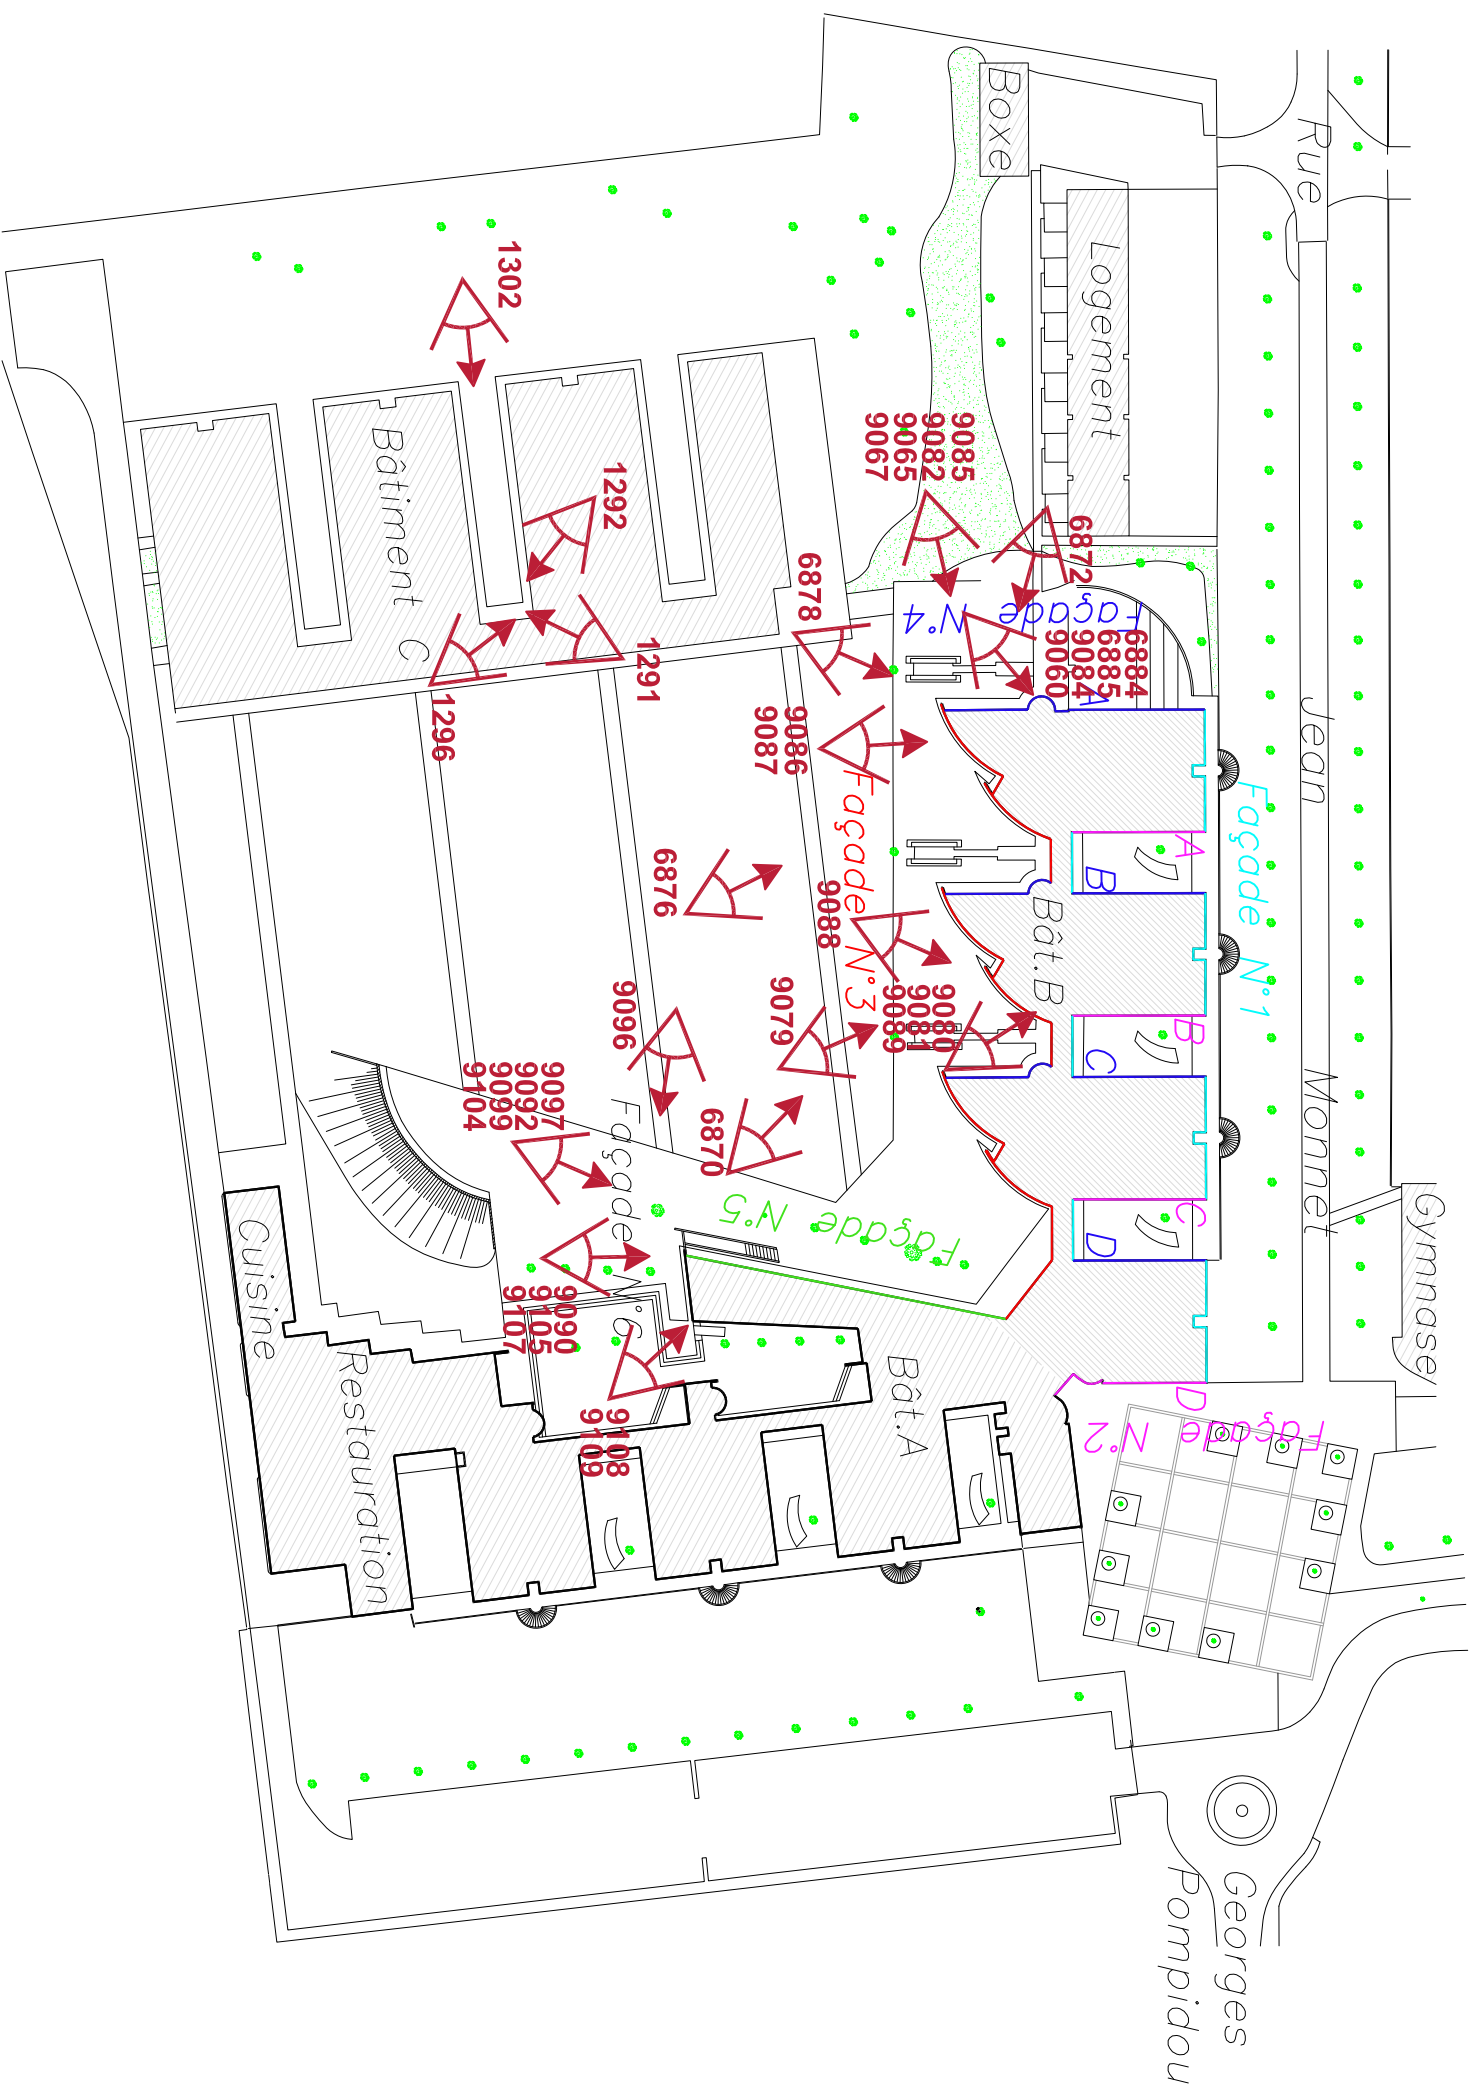 Rue
Jean
Monnet
Gymnase
Georges
Pompidou
Boxe
Logement
Façade N°1
A
B
C
D
Façade N°2
A
B
C
D
Façade N°4
Façade N°3
Façade N°5
Façade N°6
Bât.B
Bât.A
Bâtiment C
Cuisine
Restauration
1302
1292
1291
1296
9085
9082
9065
9067
6872
6878
6884
6885
9084
9060
9086
9087
6876
9088
9079
9080
9081
9089
9096
6870
9097
9092
9099
9104
9090
9105
9107
9108
9109